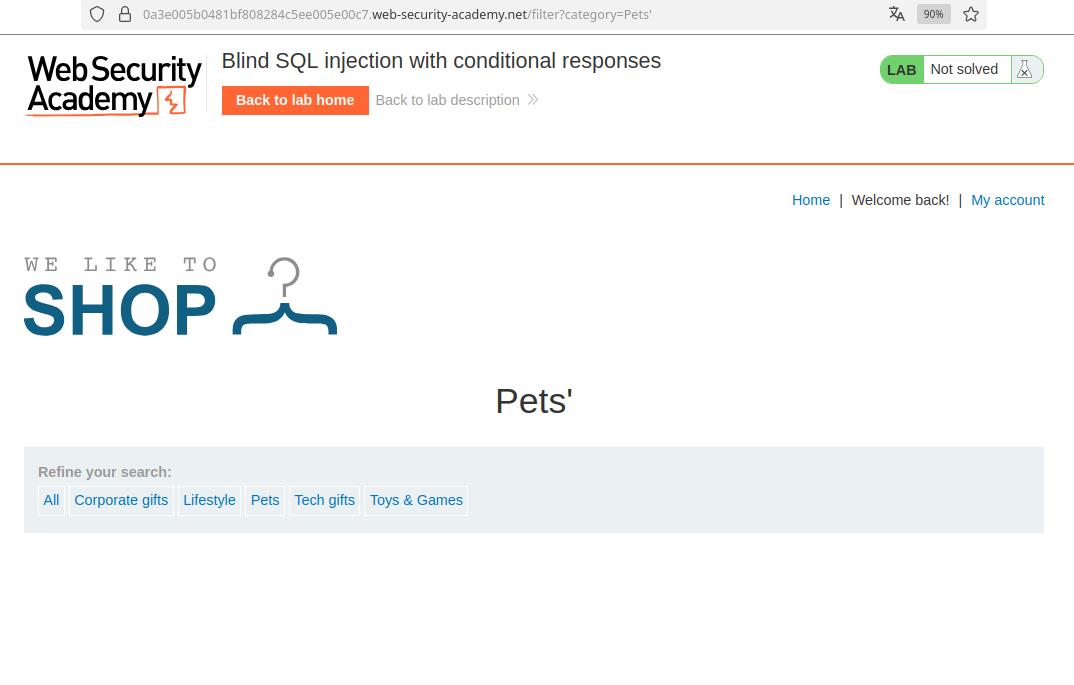 0a3e005b0481bf808284c5ee005e00c7.web-security-academy.net/filter?category=Pets' 90%
WebSecurity Academy
Blind SQL injection with conditional responses
Back to lab home Back to lab description
LAB Not solved
Home | Welcome back! | My account
WE LIKE TO
SHOP
Pets'
Refine your search:
All Corporate gifts Lifestyle Pets Tech gifts Toys & Games